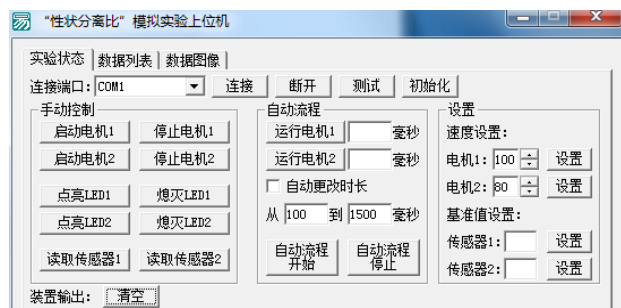 “性状分离比”模拟实验上位机
实验状态 数据列表 数据图像
连接端口: COM1 连接 断开 测试 初始化
手动控制
启动电机1 停止电机1
启动电机2 停止电机2
点亮LED1 熄灭LED1
点亮LED2 熄灭LED2
读取传感器1 读取传感器2
自动流程
运行电机1 毫秒
运行电机2 毫秒
自动更改时长
从 100 到 1500 毫秒
自动流程开始 自动流程停止
设置
速度设置:
电机1: 100 设置
电机2: 80 设置
基准值设置:
传感器1: 设置
传感器2: 设置
装置输出: 清空